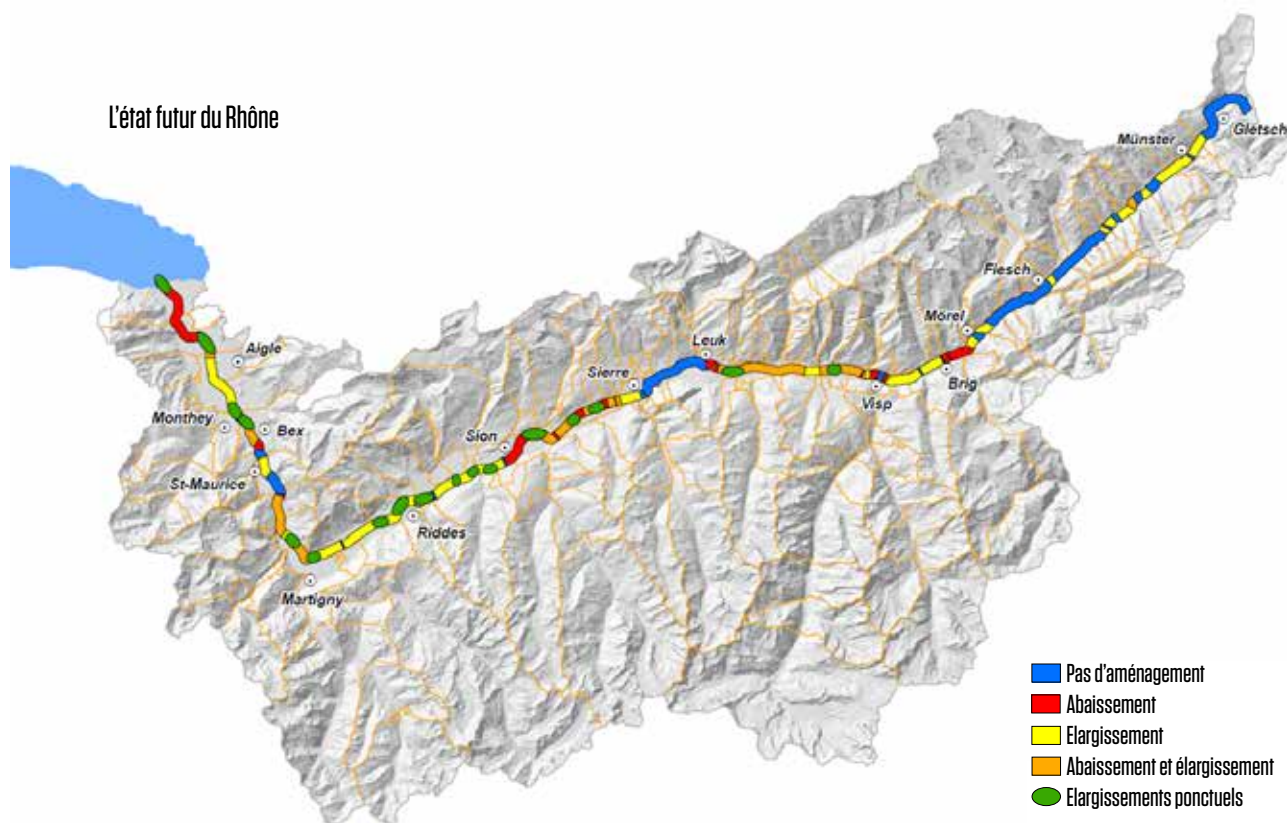 L'état futur du Rhône
Gletsch
Münster
Fiesch
Mörel
Leuk
Sierre
Brig
Visp
Aigle
Monthey
Bex
Sion
St-Maurice
Riddes
Martigny
Pas d'aménagement
Abaissement
Elargissement
Abaissement et élargissement
Elargissements ponctuels